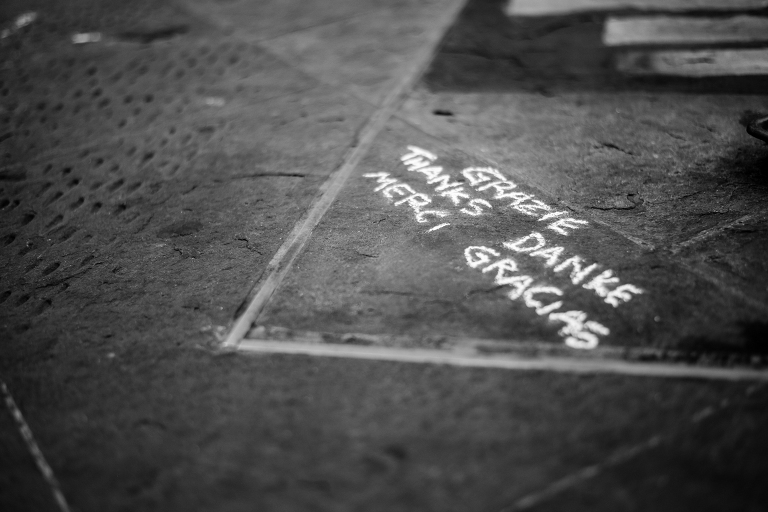 GRAZIE
THANKS DANKE
MERCI, GRACIAS